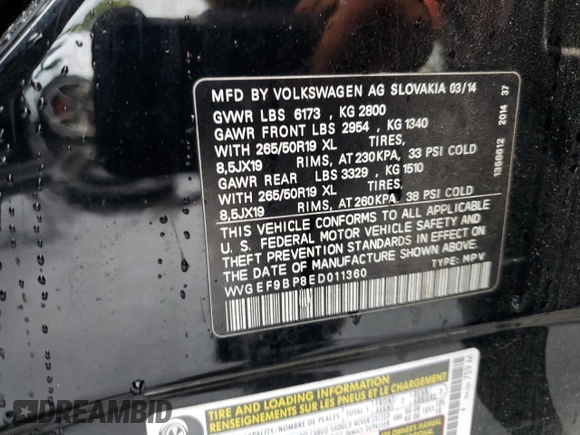 MFD BY VOLKSWAGEN AG SLOVAKIA 03/14
GVWR LBS 6173 , KG 2800
GAWR FRONT LBS 2954 , KG 1340
WITH 265/50R19 XL TIRES,
8,5JX19 RIMS, AT 230KPA, 33 PSI COLD
GAWR REAR LBS 3329 , KG 1510
WITH 265/50R19 XL TIRES,
8,5JX19 RIMS, AT 260KPA, 38 PSI COLD
THIS VEHICLE CONFORMS TO ALL APPLICABLE
U. S. FEDERAL MOTOR VEHICLE SAFETY AND
THEFT PREVENTION STANDARDS IN EFFECT ON
THE DATE OF MANUFACTURE SHOWN ABOVE.
WVGEF9BP8ED011360 TYPE: MPV
1356612 2014 37
TIRE AND LOADING INFORMATION
RENSEIGNEMENTS SUR LES PNEUS ET LE CHARGEMENT
DREAMBID